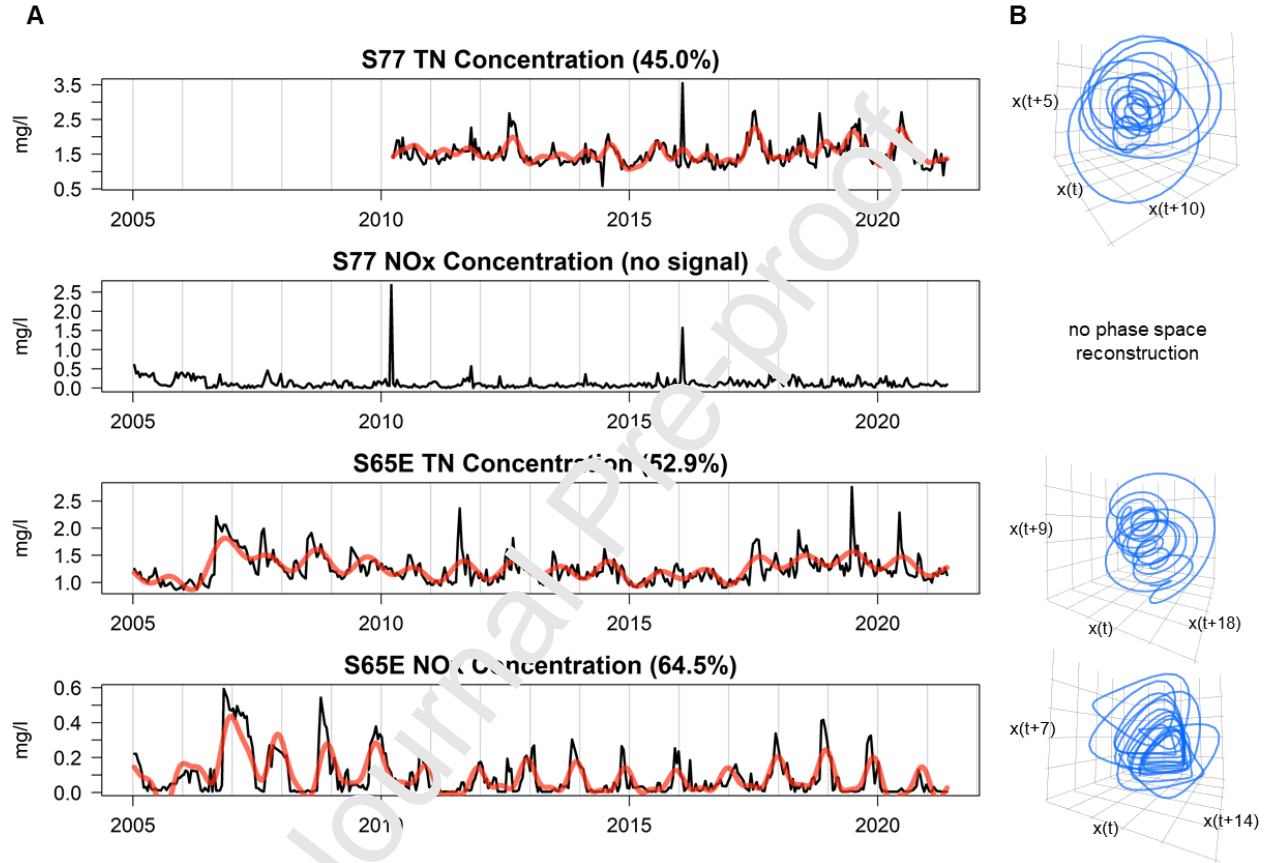 A
B
S77 TN Concentration (45.0%)
mg/l
3.5
2.5
1.5
0.5
2005
2010
2015
2020
x(t+5)
x(t)
x(t+10)
S77 NOx Concentration (no signal)
mg/l
2.5
2.0
1.5
1.0
0.5
0.0
2005
2010
2015
2020
no phase space
reconstruction
S65E TN Concentration (52.9%)
mg/l
2.5
2.0
1.5
1.0
2005
2010
2015
2020
x(t+9)
x(t)
x(t+18)
S65E NOx Concentration (64.5%)
mg/l
0.6
0.4
0.2
0.0
2005
2010
2015
2020
x(t+7)
x(t)
x(t+14)
Journal Pre-proof